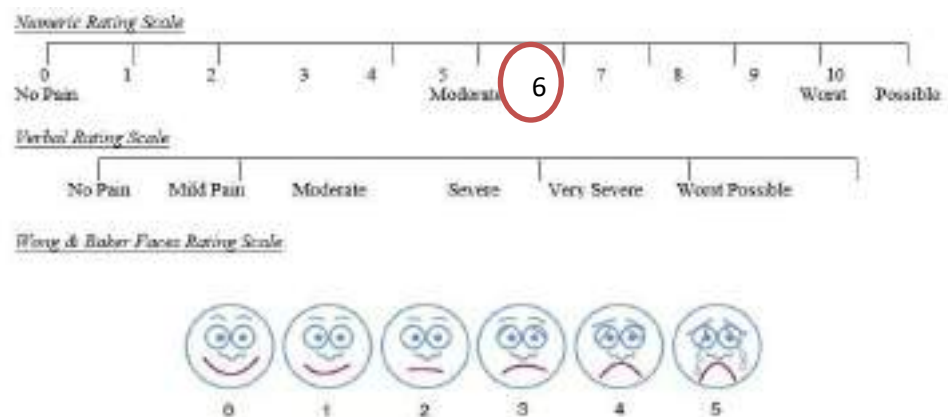 Numeric Rating Scale
0 1 2 3 4 5 6 7 8 9 10
No Pain Moderate Worst Possible
Verbal Rating Scale
No Pain Mild Pain Moderate Severe Very Severe Worst Possible
Wong & Baker Faces Rating Scale
0 1 2 3 4 5